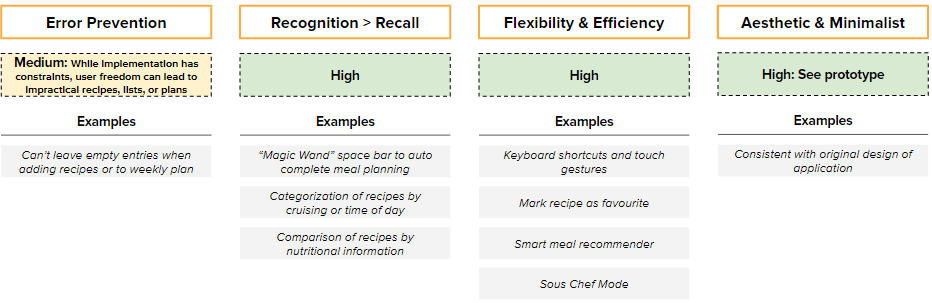 Error Prevention
Medium: While implementation has
constraints, user freedom can lead to
impractical recipes, lists, or plans
Examples
Can't leave empty entries when
adding recipes or to weekly plan
Recognition > Recall
High
Examples
"Magic Wand" space bar to auto
complete meal planning
Categorization of recipes by
cruising or time of day
Comparison of recipes by
nutritional information
Flexibility & Efficiency
High
Examples
Keyboard shortcuts and touch
gestures
Mark recipe as favourite
Smart meal recommender
Sous Chef Mode
Aesthetic & Minimalist
High: See prototype
Examples
Consistent with original design of
application